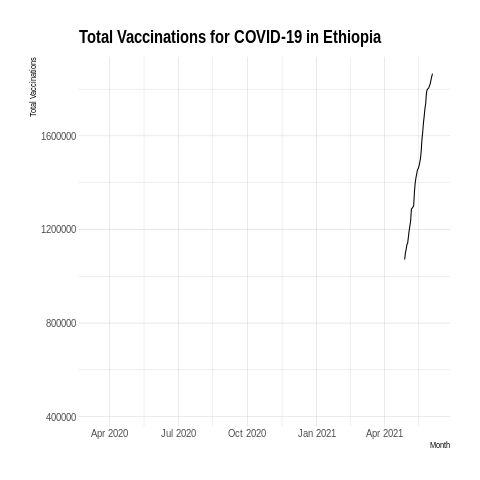 Total Vaccinations for COVID-19 in Ethiopia
Total Vaccinations
1600000
1200000
800000
400000
Apr 2020 Jul 2020 Oct 2020 Jan 2021 Apr 2021
Month